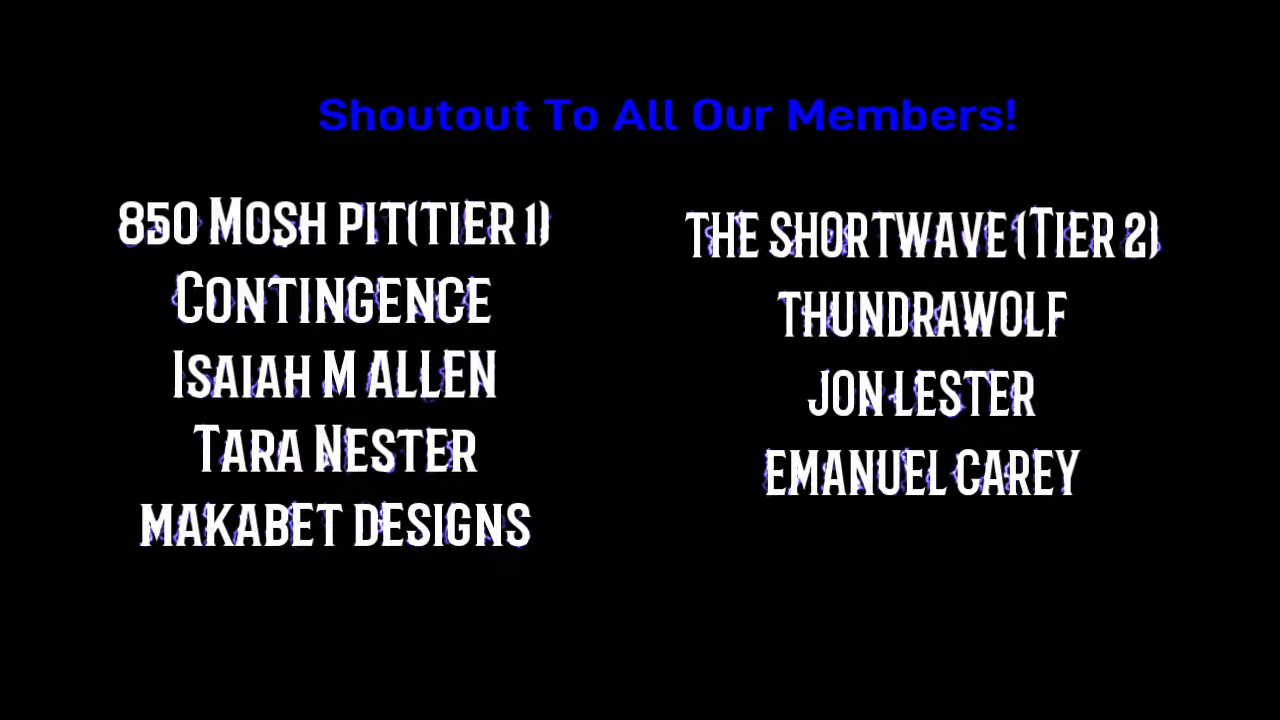 Shoutout To All Our Members!
850 Mosh pit(tier 1)
Contingence
Isaiah M Allen
Tara Nester
makabet designs
the shortwave (Tier 2)
thundrawolf
Jon Lester
Emanuel Carey